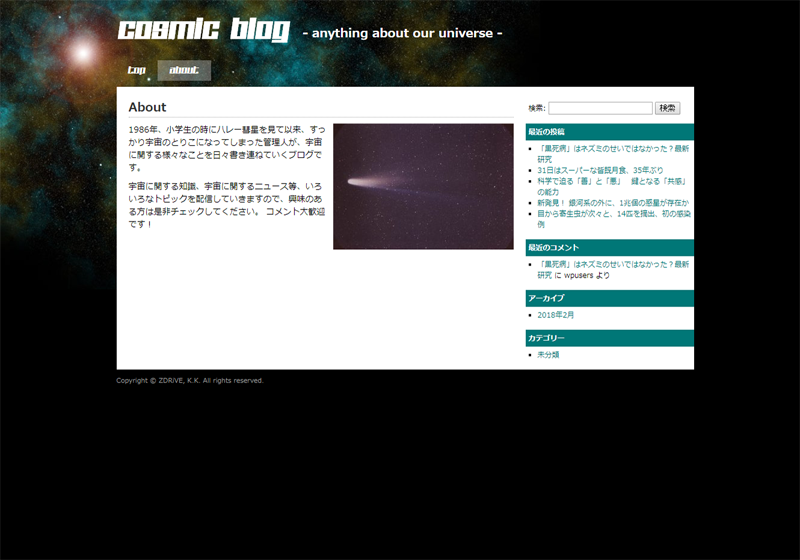 cosmic blog - anything about our universe -
top about
About
1986年、小学生の時にハレー彗星を見て以来、すっ
かり宇宙のとりこになってしまった管理人が、宇宙
に関する様々なことを日々書き連ねていくブログで
す。
宇宙に関する知識、宇宙に関するニュース等、いろ
いろなトピックを配信していきますので、興味のあ
る方は是非チェックしてください。 コメント大歓迎
です！
検索: 検索
最近の投稿
「黒死病」はネズミのせいではなかった？最新
研究
31日はスーパーな皆既月食、35年ぶり
科学で迫る「善」と「悪」 鍵となる「共感」
の能力
新発見！ 銀河系の外に、1兆個の惑星が存在か
目から寄生虫が次々と、14匹を摘出、初の感染
例
最近のコメント
「黒死病」はネズミのせいではなかった？最新
研究 に wpusers より
アーカイブ
2018年2月
カテゴリー
未分類
Copyright © ZDRiVE, K.K. All rights reserved.